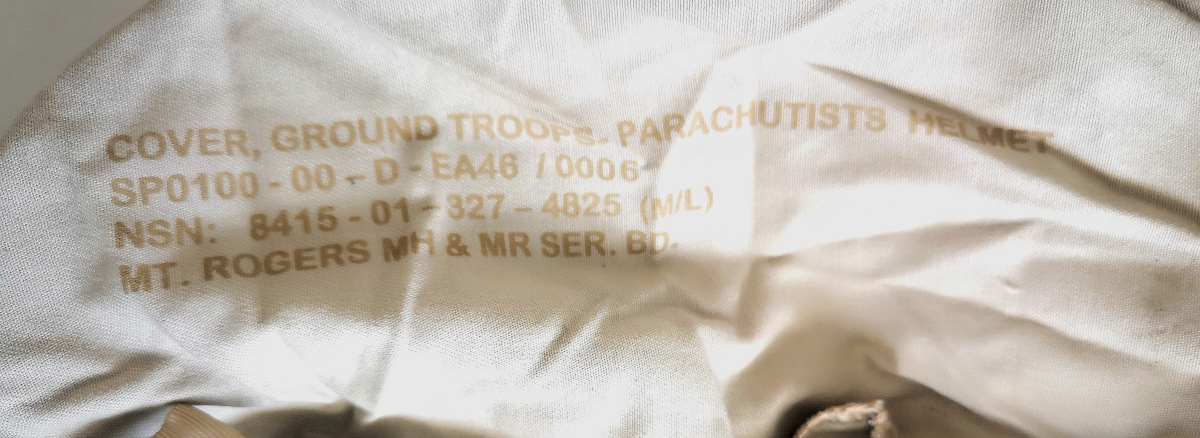 COVER, GROUND TROOPS- PARACHUTISTS HELMET
SP0100 - 00 - D - EA46 / 0006
NSN: 8415 - 01 - 327 - 4825 (M/L)
MT. ROGERS MH & MR SER. BD.